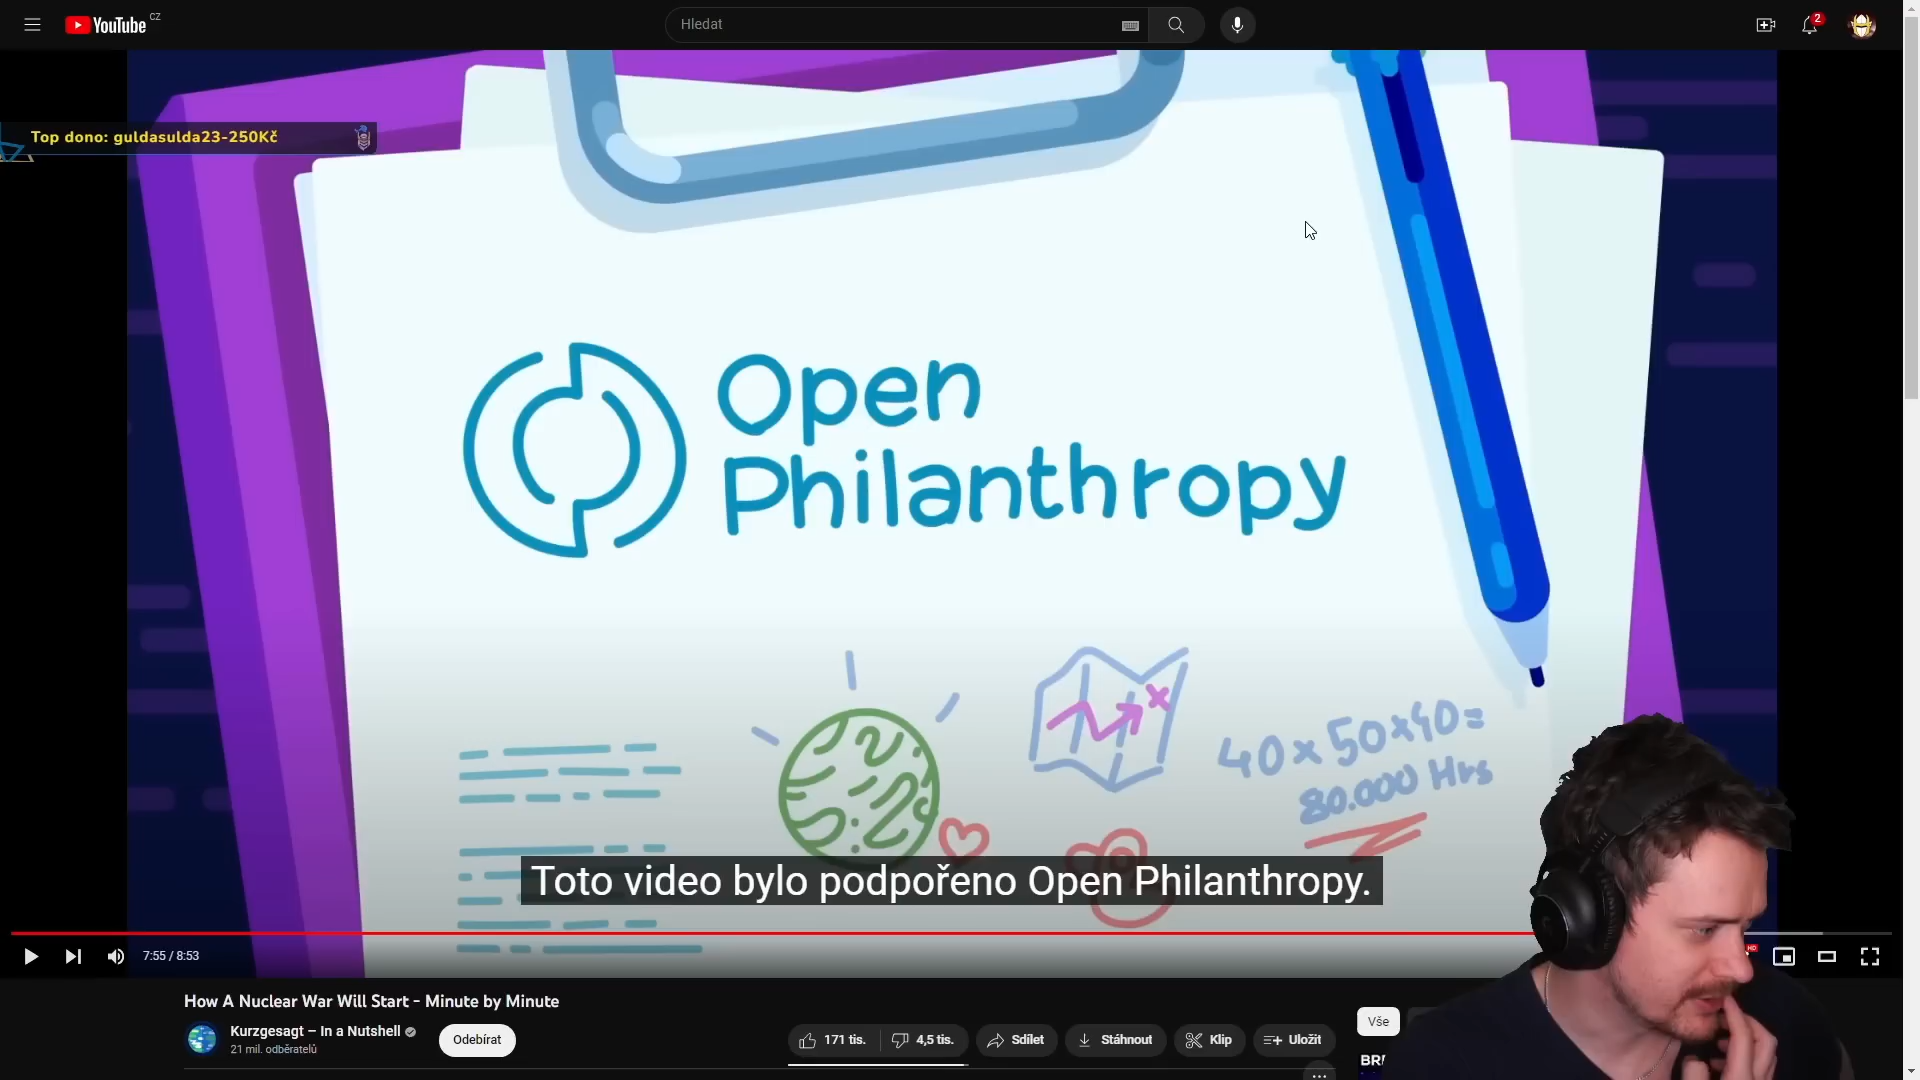 YouTube CZ
Hledat
2
Top dono: guldasulda23-250Kč
Open
Philanthropy
40x50x40=
80.000 Hrs
Toto video bylo podpořeno Open Philanthropy.
7:55 / 8:53
HD
How A Nuclear War Will Start - Minute by Minute
Kurzgesagt – In a Nutshell
21 mil. odběratelů
Odebírat
171 tis.
4,5 tis.
Sdílet
Stáhnout
Klip
Uložit
Vše